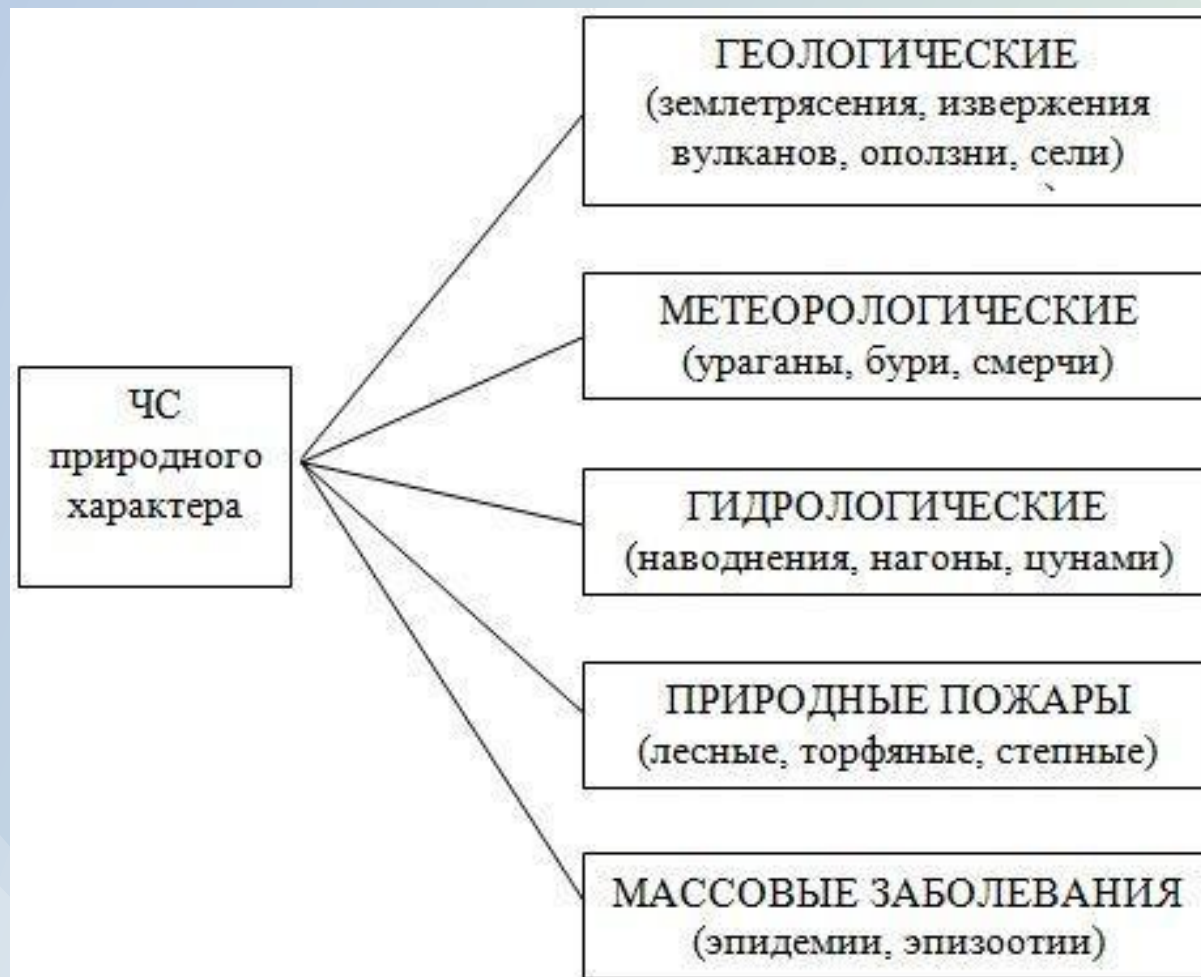 ЧС
природного
характера
ГЕОЛОГИЧЕСКИЕ
(землетрясения, извержения
вулканов, оползни, сели)
МЕТЕОРОЛОГИЧЕСКИЕ
(ураганы, бури, смерчи)
ГИДРОЛОГИЧЕСКИЕ
(наводнения, нагоны, цунами)
ПРИРОДНЫЕ ПОЖАРЫ
(лесные, торфяные, степные)
МАССОВЫЕ ЗАБОЛЕВАНИЯ
(эпидемии, эпизоотии)